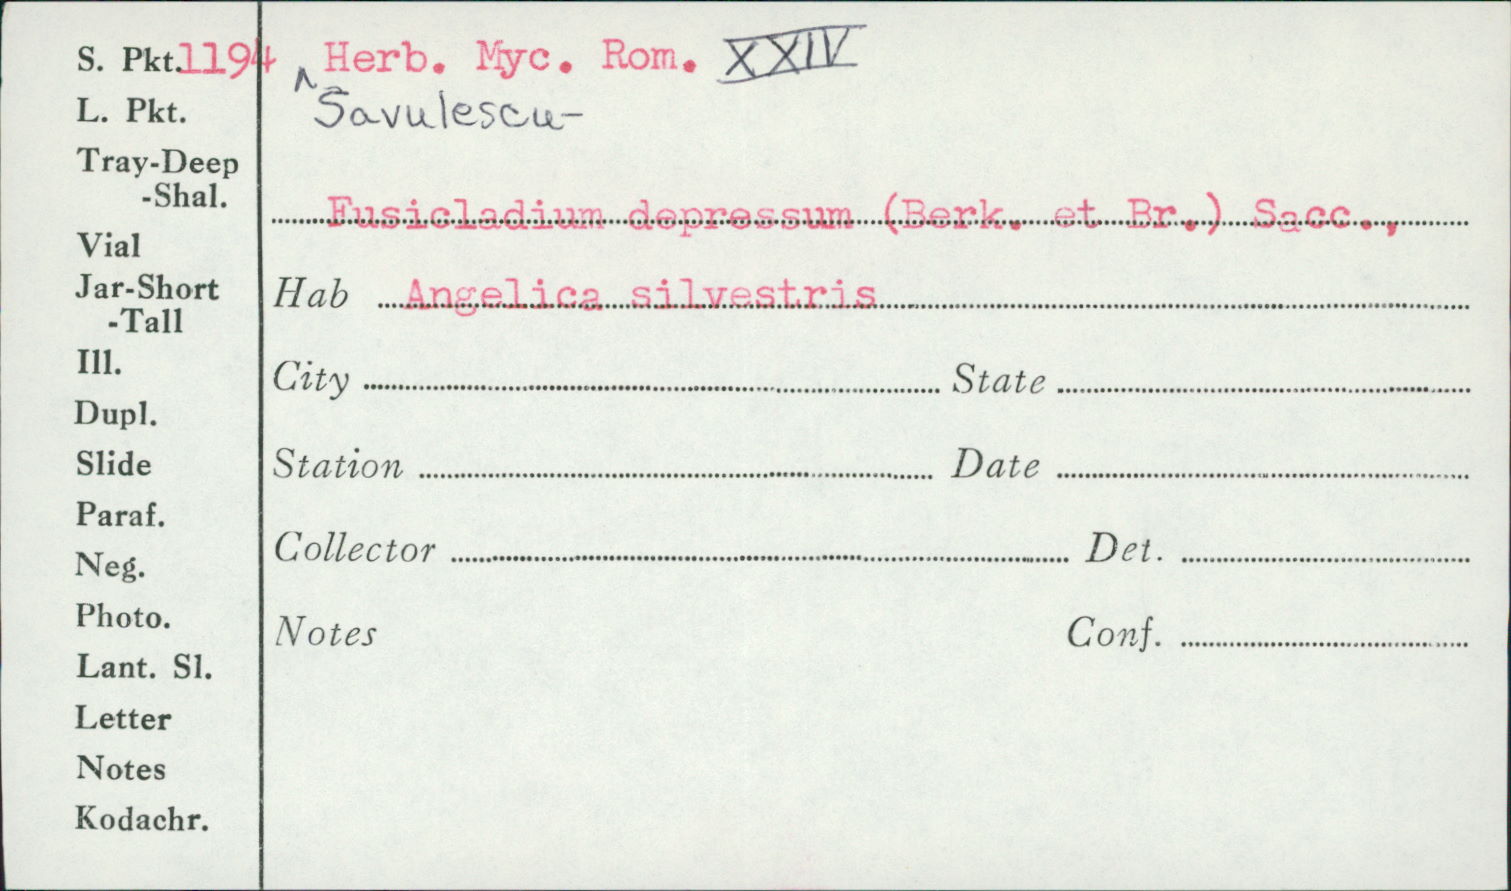 S. Pkt. 1194 Herb. Myc. Rom. XXIV
^ Savulescu-
L. Pkt.
Tray-Deep
-Shal.
Fusicladium depressum (Berk. et Br.) Sacc.,
Vial
Jar-Short
-Tall
Hab Angelica silvestris
Ill.
City State
Dupl.
Slide
Station Date
Paraf.
Neg.
Collector Det.
Photo.
Notes Conf.
Lant. Sl.
Letter
Notes
Kodachr.